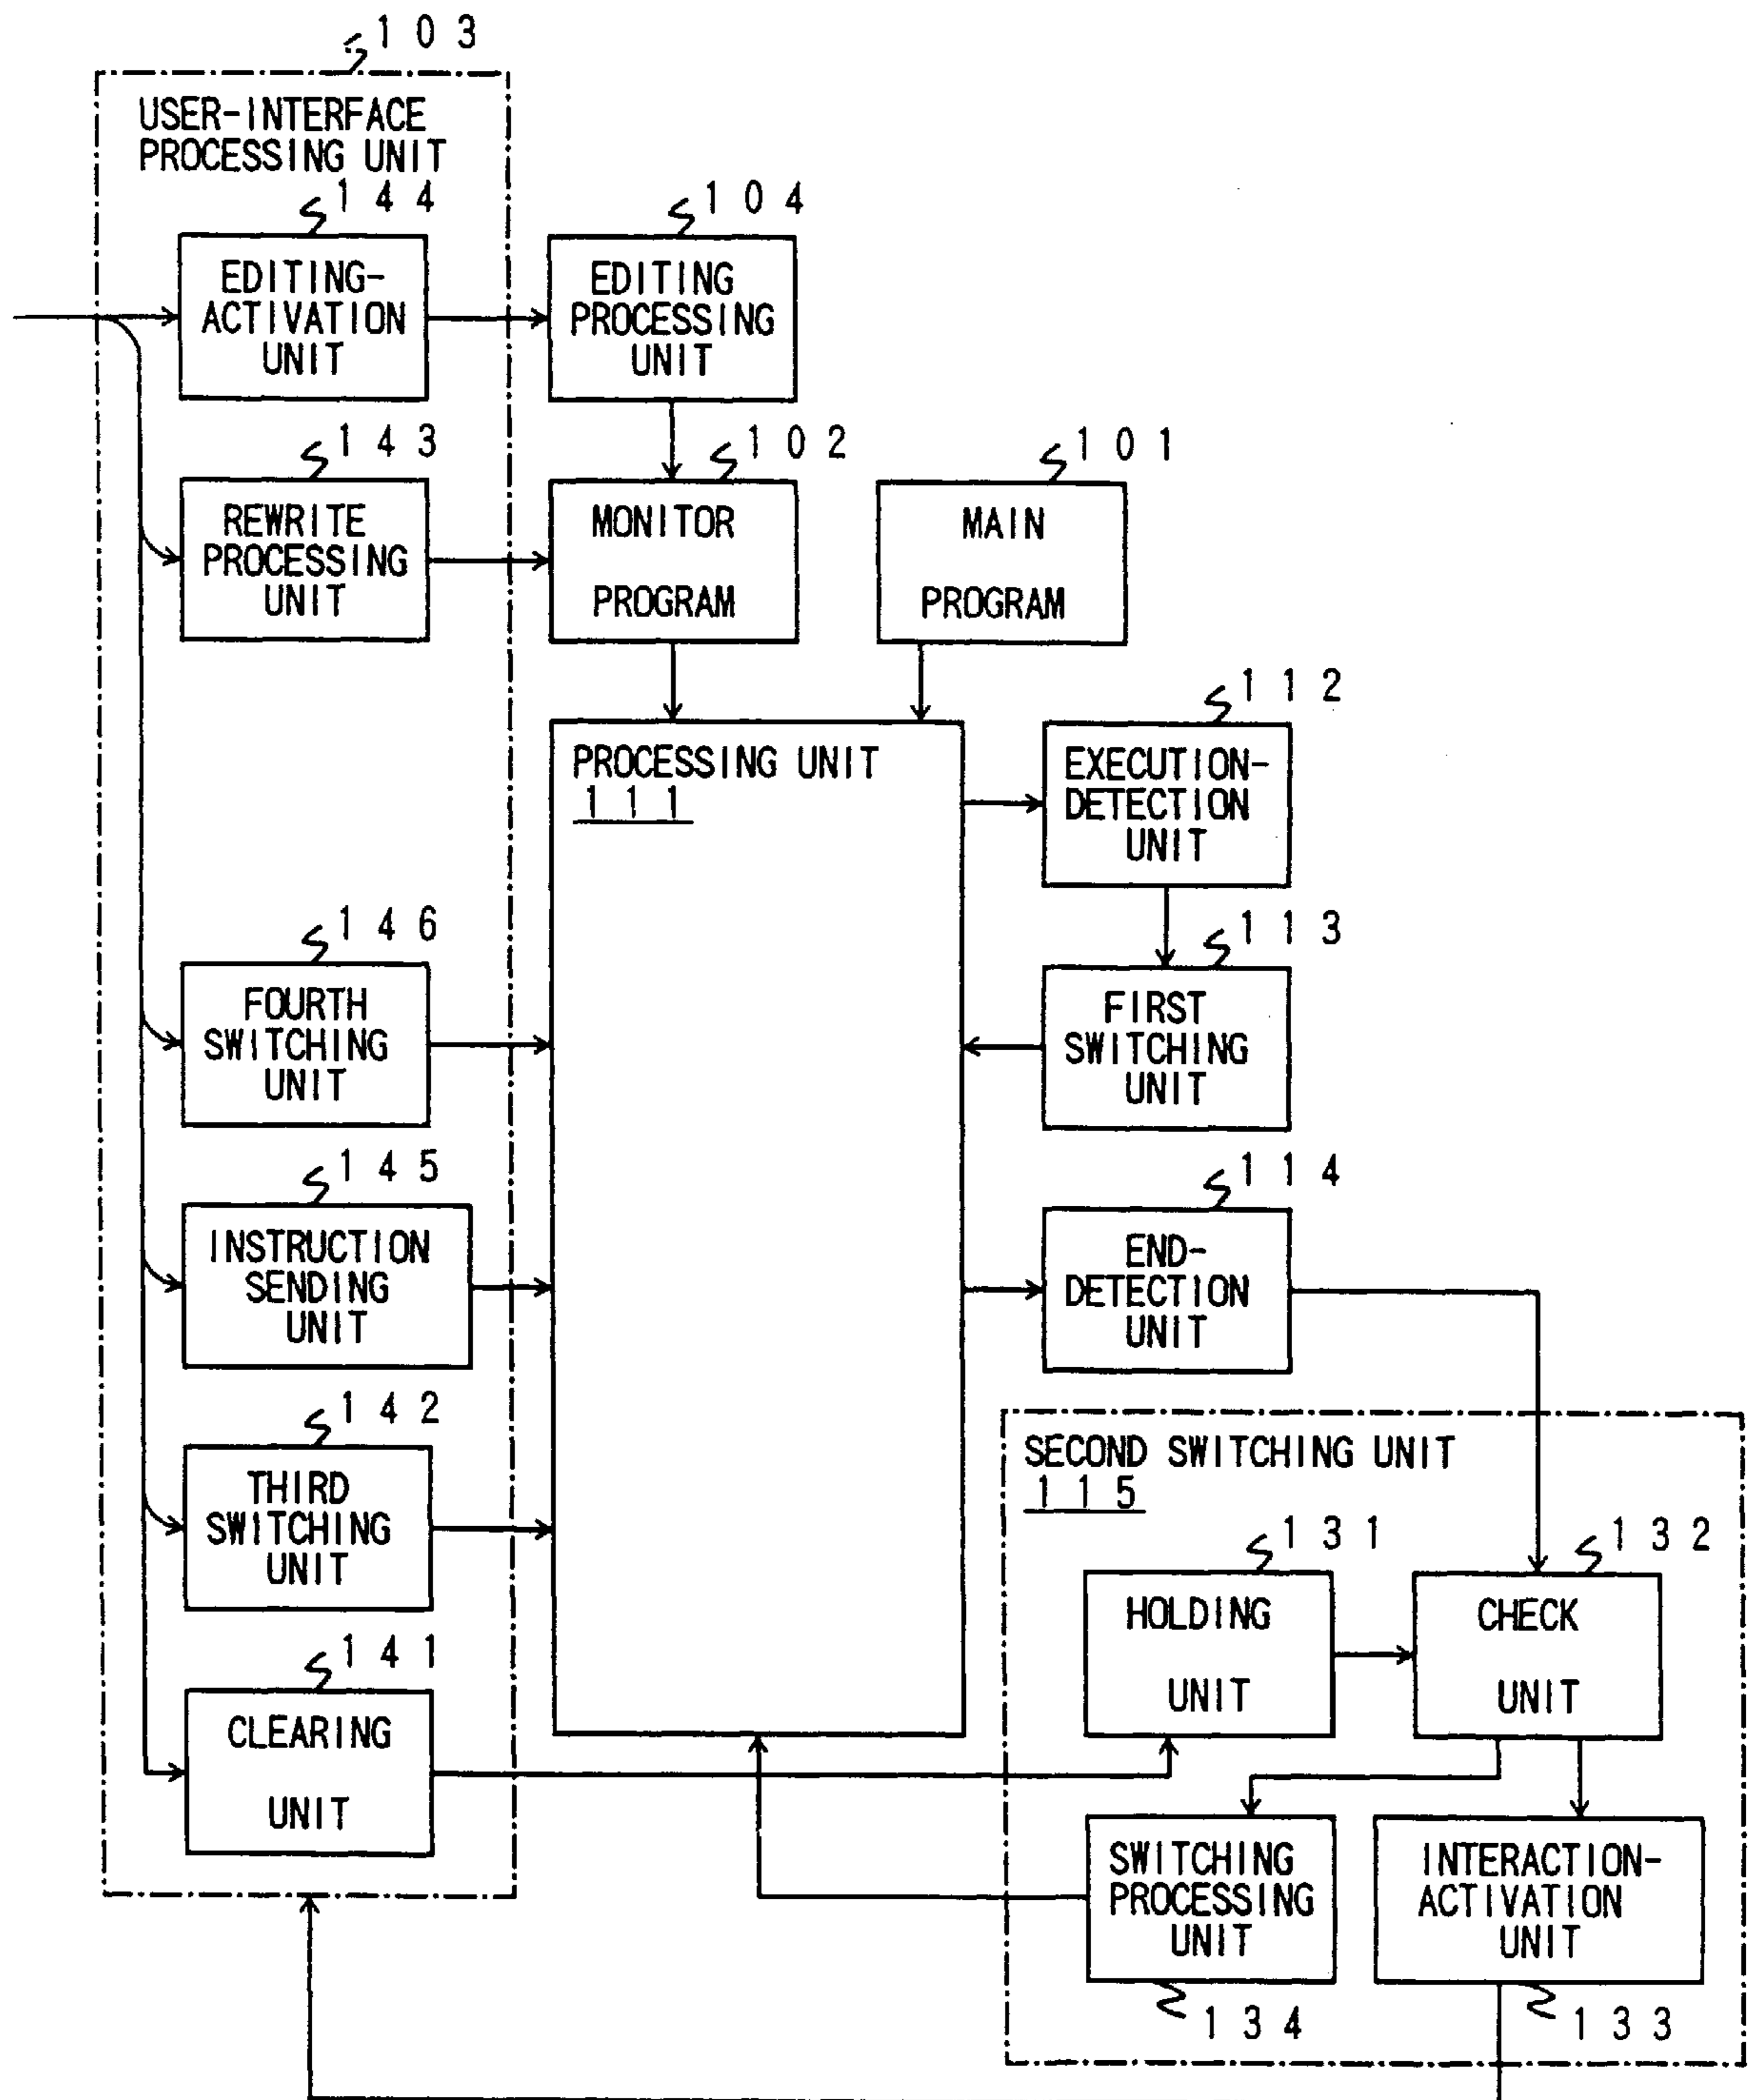 103
USER-INTERFACE
PROCESSING UNIT
144
EDITING-
ACTIVATION
UNIT
104
EDITING
PROCESSING
UNIT
143
REWRITE
PROCESSING
UNIT
102
MONITOR
PROGRAM
101
MAIN
PROGRAM
PROCESSING UNIT
111
112
EXECUTION-
DETECTION
UNIT
146
FOURTH
SWITCHING
UNIT
113
FIRST
SWITCHING
UNIT
145
INSTRUCTION
SENDING
UNIT
114
END-
DETECTION
UNIT
142
THIRD
SWITCHING
UNIT
SECOND SWITCHING UNIT
115
131
HOLDING
UNIT
132
CHECK
UNIT
141
CLEARING
UNIT
SWITCHING
PROCESSING
UNIT
134
INTERACTION-
ACTIVATION
UNIT
133